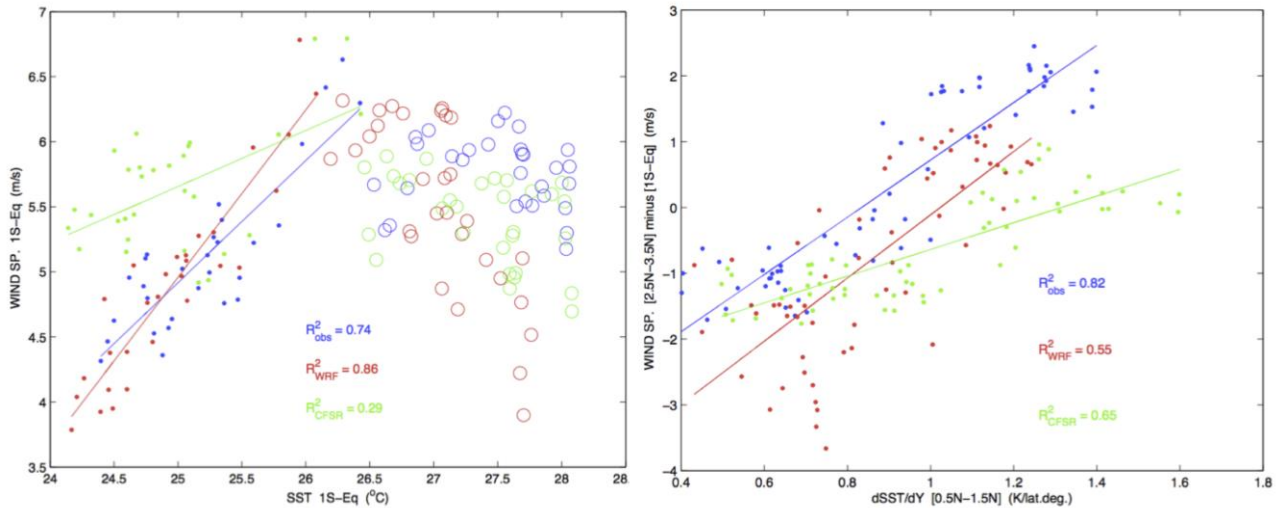 7
6.5
6
5.5
5
4.5
4
3.5
WIND SP. 1S-Eq (m/s)
R²obs = 0.74
R²WRF = 0.86
R²CFSR = 0.29
24 24.5 25 25.5 26 26.5 27 27.5 28 28
SST 1S-Eq (°C)
3
2
1
0
-1
-2
-3
-4
WIND SP. [2.5N-3.5N] minus [1S-Eq] (m/s)
R²obs = 0.82
R²WRF = 0.55
R²CFSR = 0.65
0.4 0.6 0.8 1 1.2 1.4 1.6 1.8
dSST/dY [0.5N-1.5N] (K/lat.deg.)